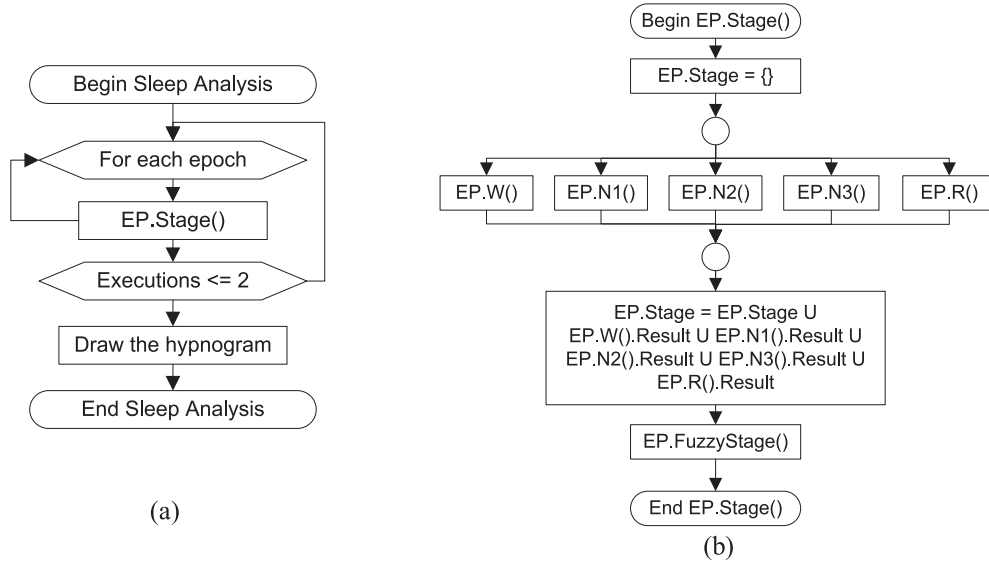 Begin Sleep Analysis
For each epoch
EP.Stage()
Executions <= 2
Draw the hypnogram
End Sleep Analysis
(a)
Begin EP.Stage()
EP.Stage = {}
EP.W()
EP.N1()
EP.N2()
EP.N3()
EP.R()
EP.Stage = EP.Stage U
EP.W().Result U EP.N1().Result U
EP.N2().Result U EP.N3().Result U
EP.R().Result
EP.FuzzyStage()
End EP.Stage()
(b)